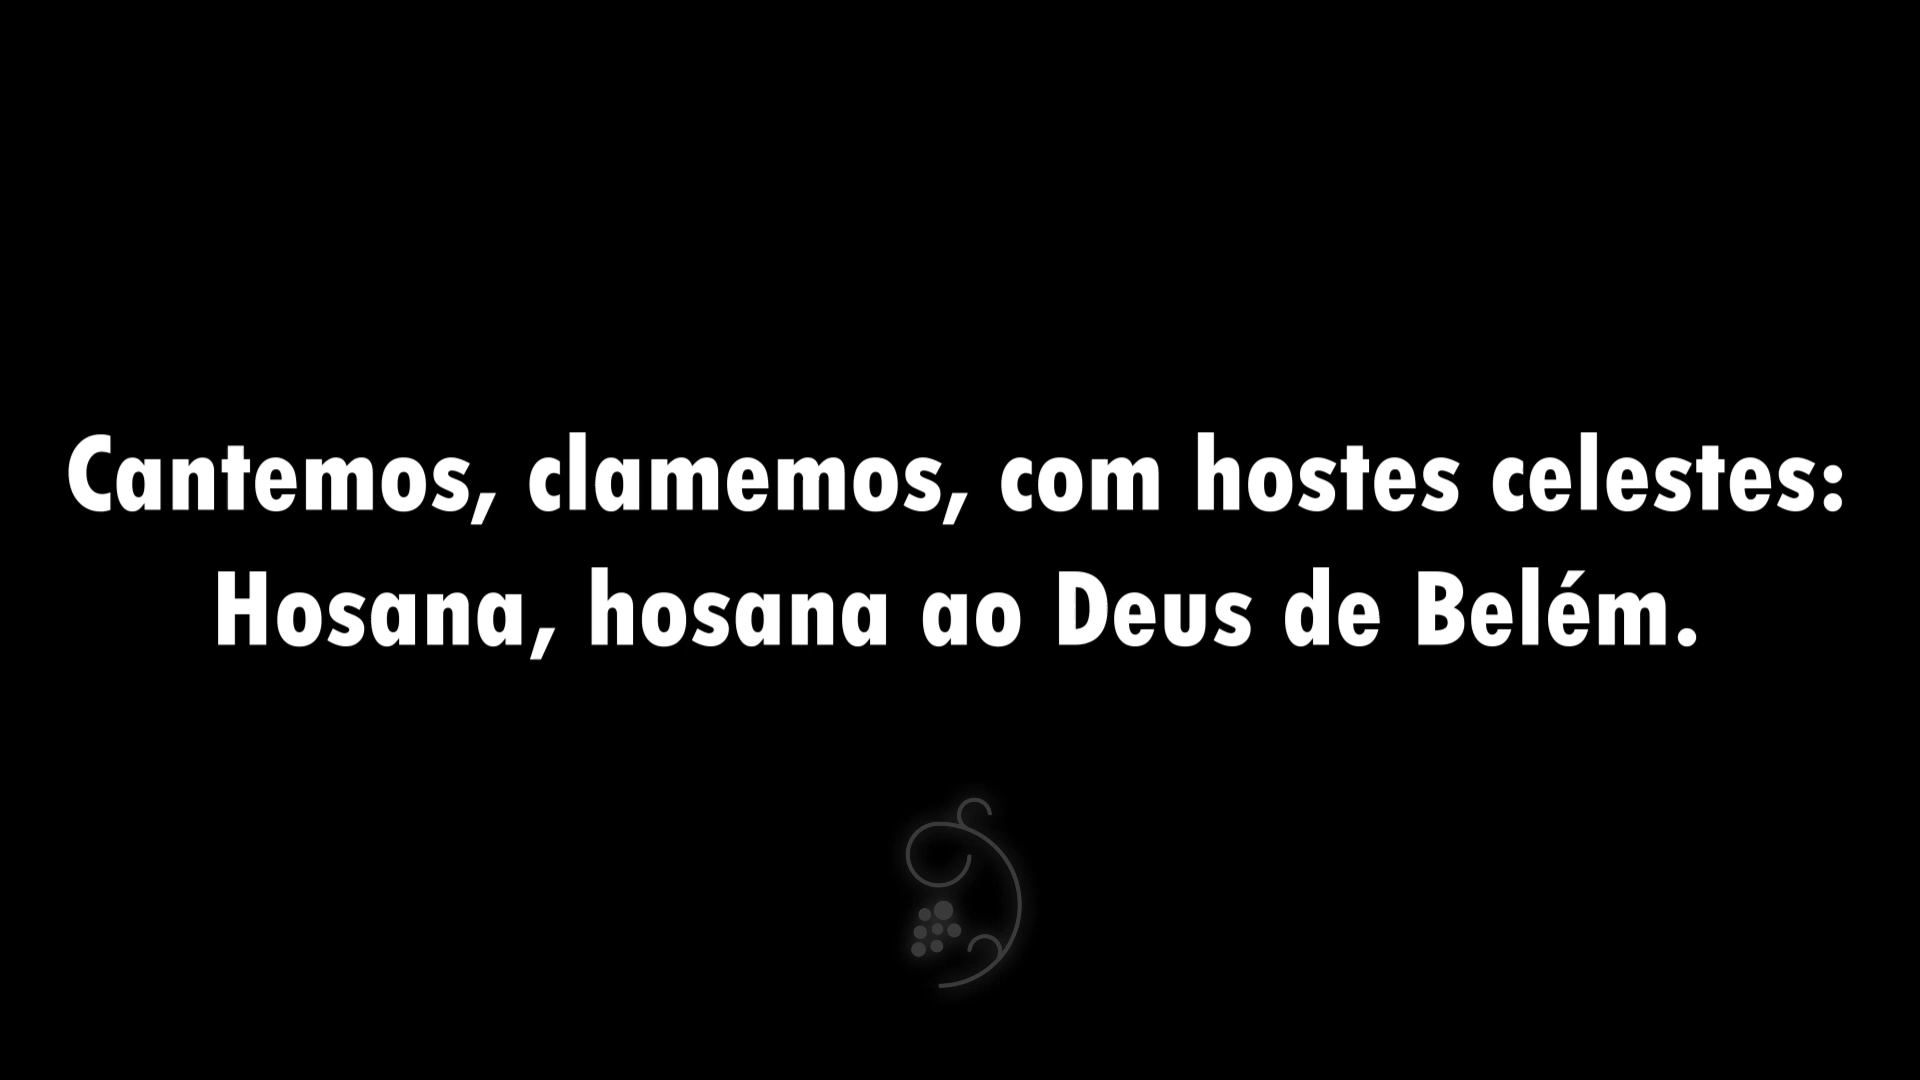 Cantemos, clamemos, com hostes celestes:
Hosana, hosana ao Deus de Belém.